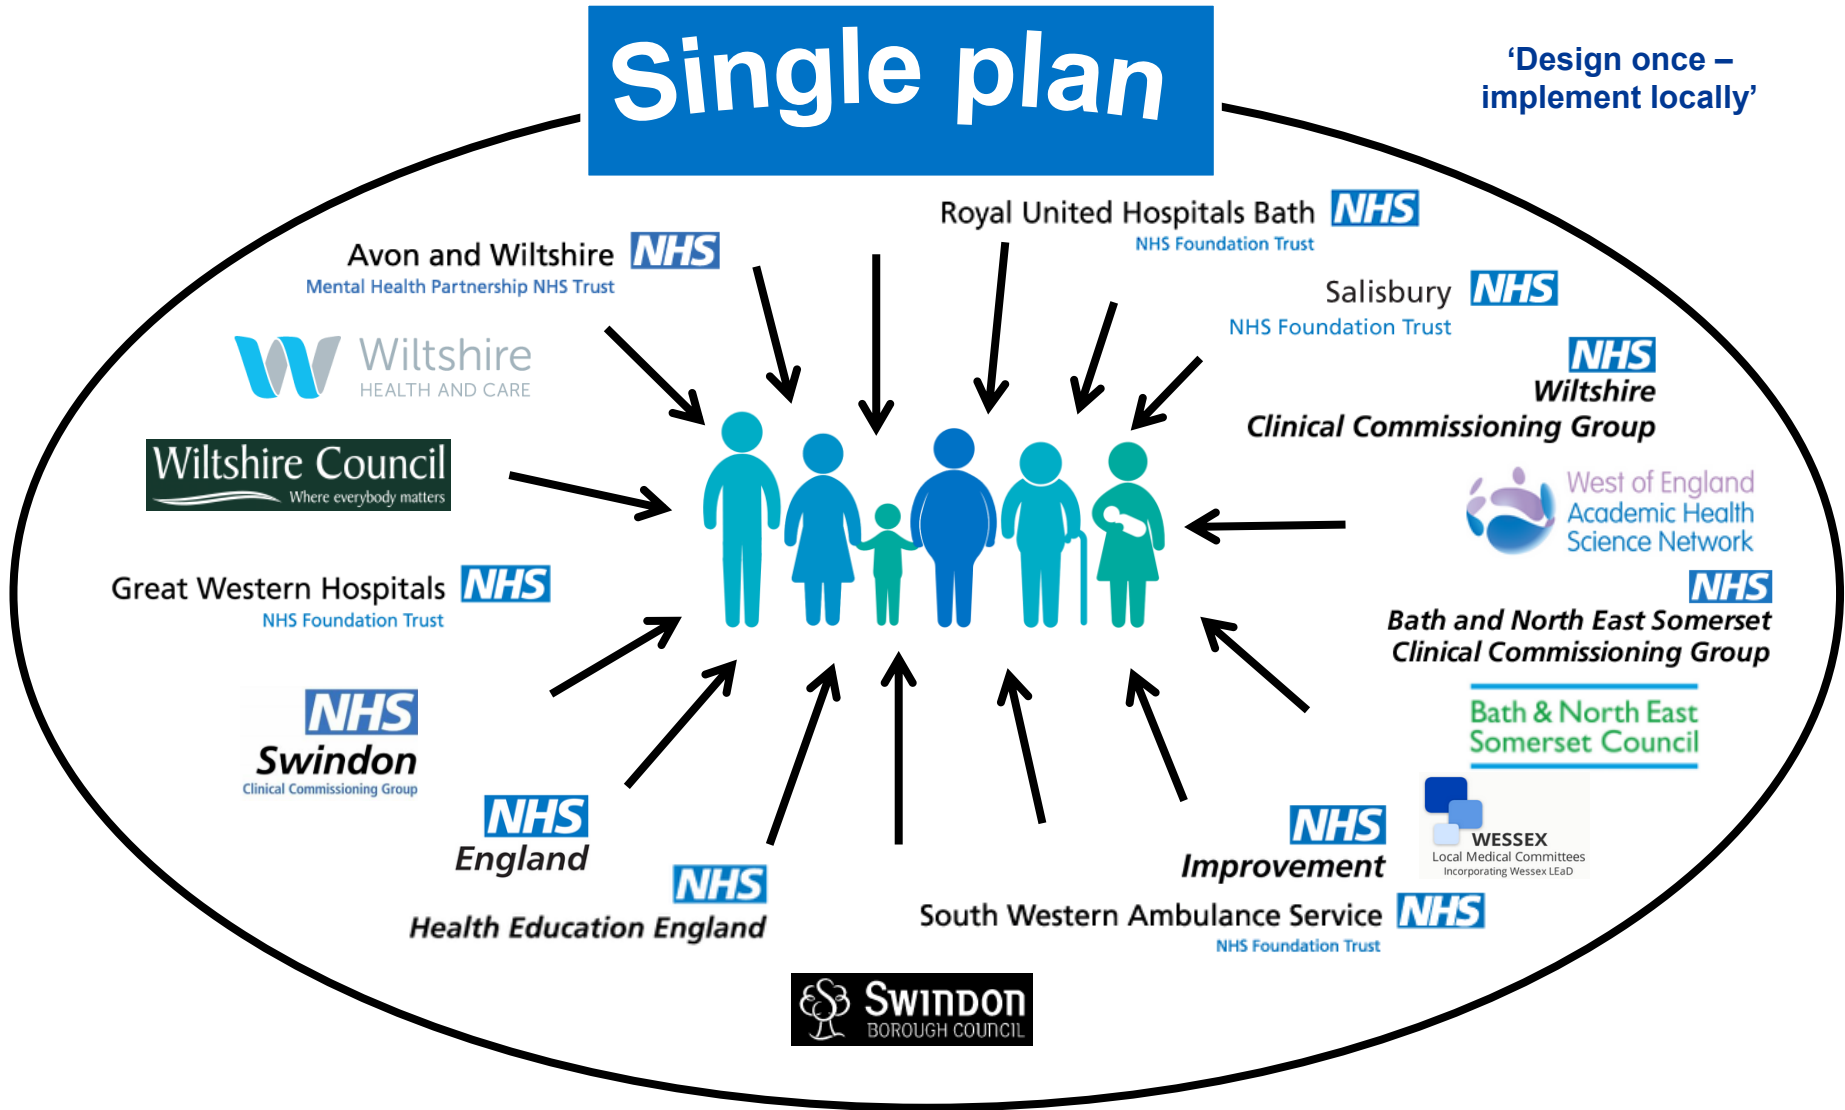 Single plan
‘Design once –
implement locally’
Royal United Hospitals Bath NHS
NHS Foundation Trust
Avon and Wiltshire NHS
Mental Health Partnership NHS Trust
Salisbury NHS
NHS Foundation Trust
Wiltshire
HEALTH AND CARE
NHS
Wiltshire
Clinical Commissioning Group
Wiltshire Council
Where everybody matters
West of England
Academic Health
Science Network
Great Western Hospitals NHS
NHS Foundation Trust
NHS
Bath and North East Somerset
Clinical Commissioning Group
NHS
Swindon
Clinical Commissioning Group
Bath & North East
Somerset Council
NHS
England
NHS
Improvement
WESSEX
Local Medical Committees
Incorporating Wessex LEaD
NHS
Health Education England
South Western Ambulance Service NHS
NHS Foundation Trust
SWINDON
BOROUGH COUNCIL